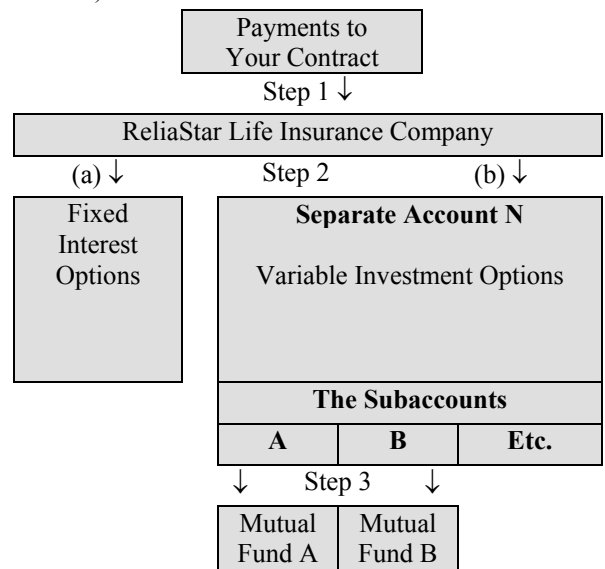 Payments to
Your Contract
Step 1 ↓
ReliaStar Life Insurance Company
(a) ↓ Step 2 (b) ↓
Fixed
Interest
Options
Separate Account N
Variable Investment Options
The Subaccounts
A B Etc.
↓ Step 3 ↓
Mutual
Fund A
Mutual
Fund B